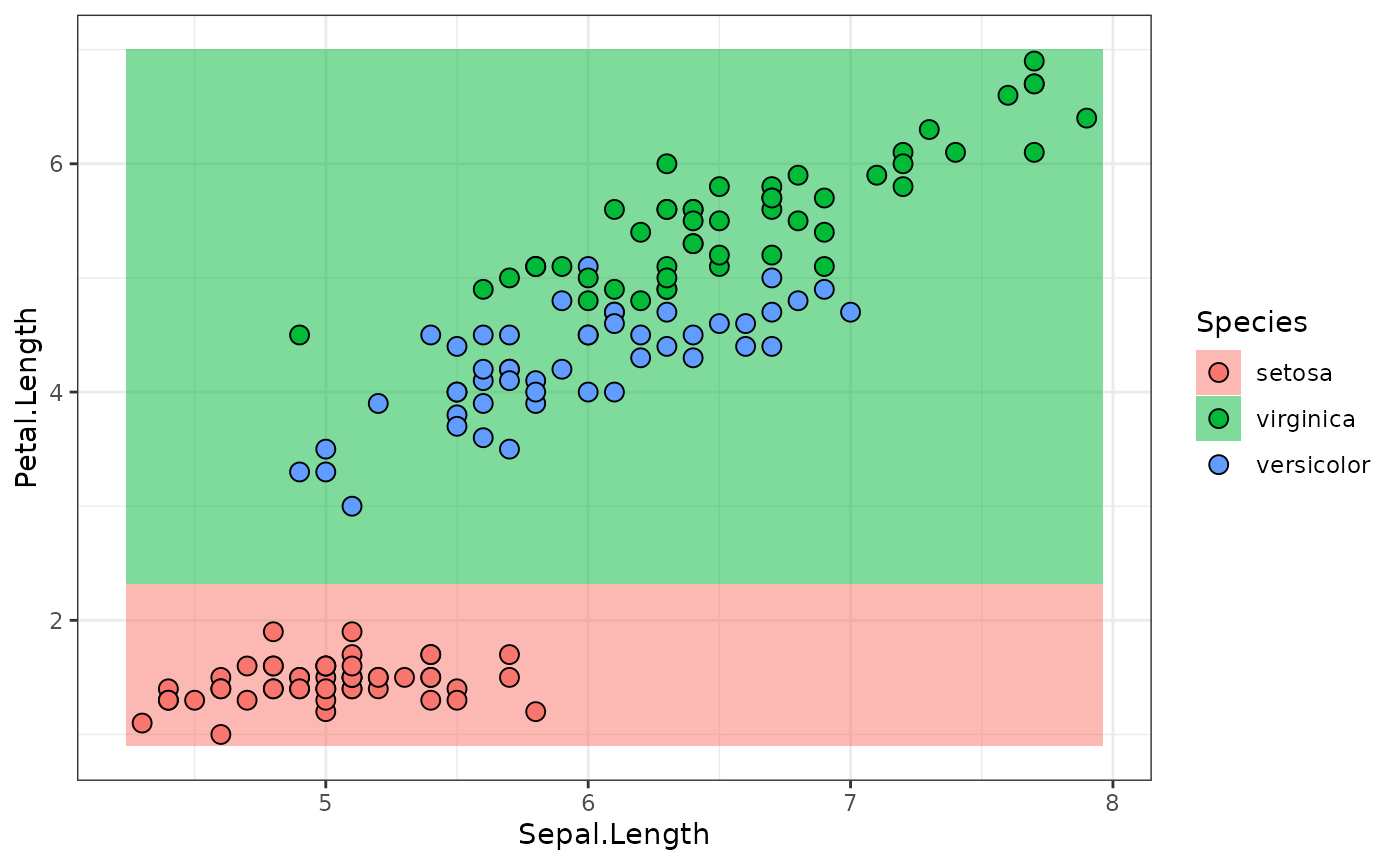 Petal.Length
6
4
2
5 6 7 8
Sepal.Length
Species
setosa
virginica
versicolor